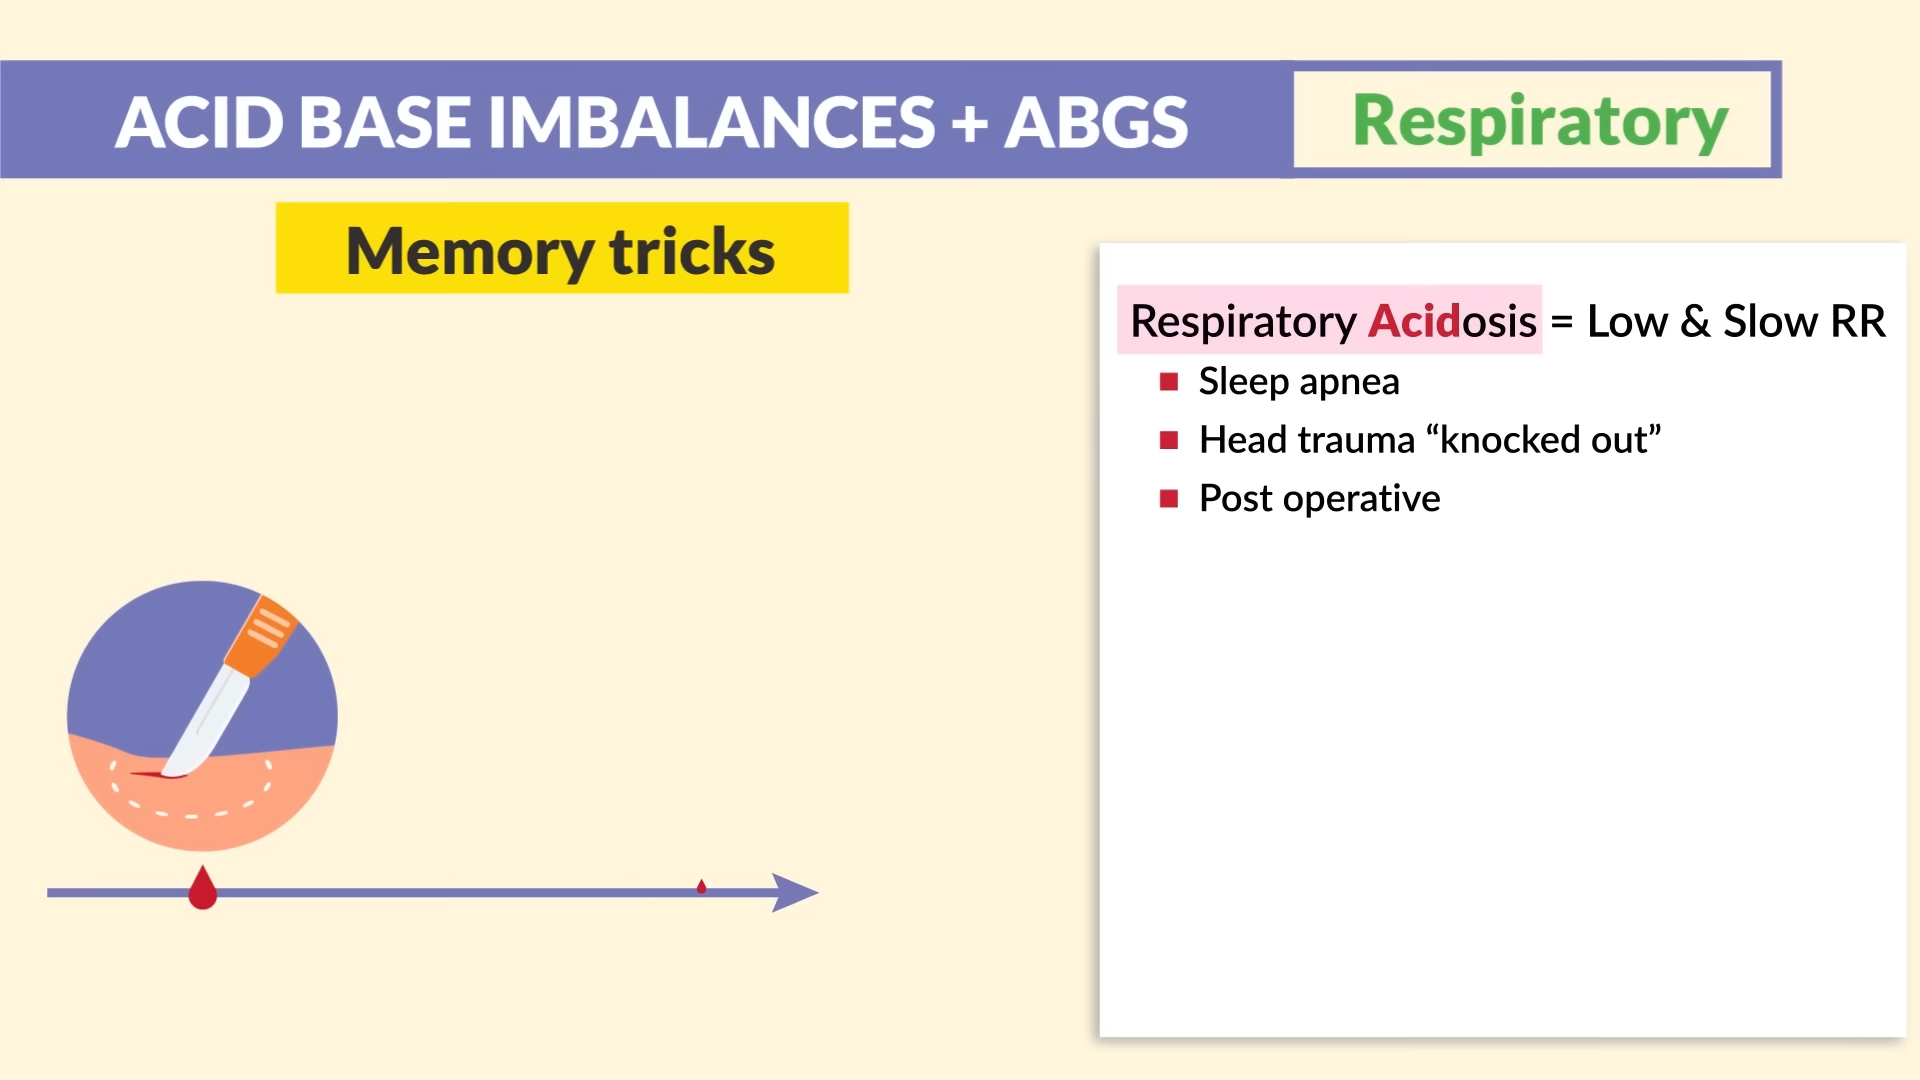 ACID BASE IMBALANCES + ABGS
Respiratory
Memory tricks
Respiratory Acidosis = Low & Slow RR
Sleep apnea
Head trauma “knocked out”
Post operative